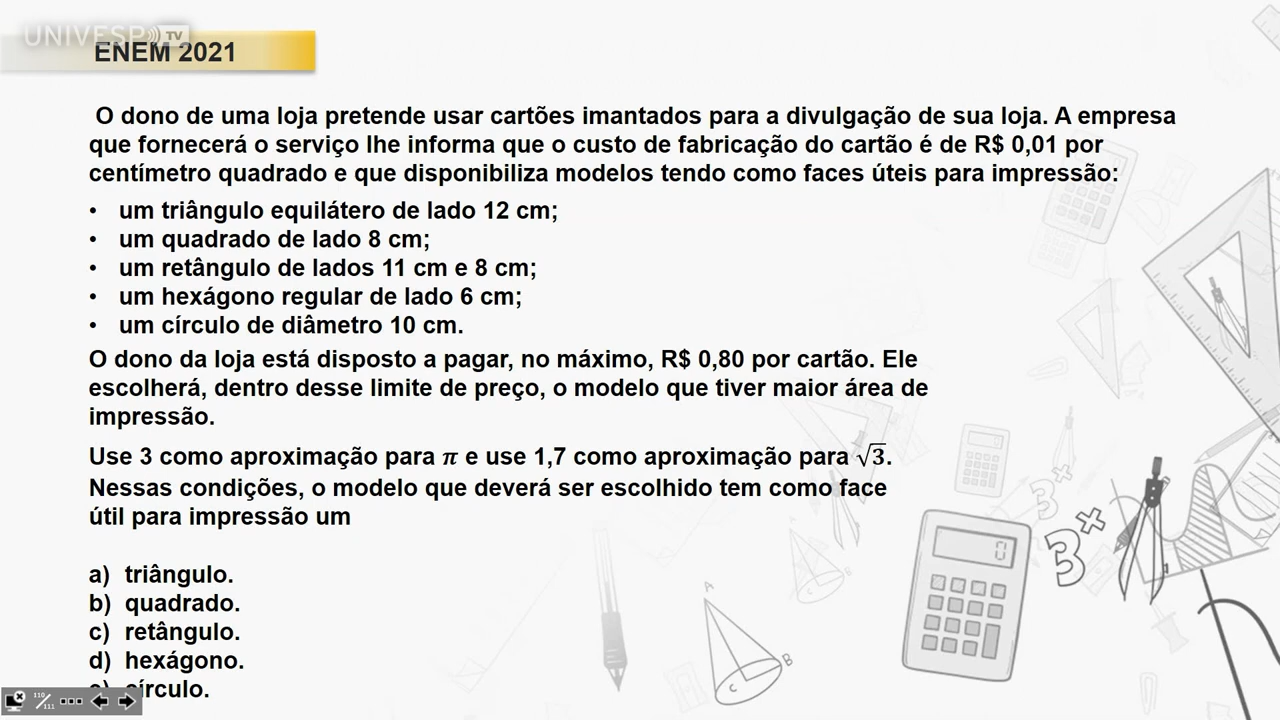 UNIVESP TV
ENEM 2021
O dono de uma loja pretende usar cartões imantados para a divulgação de sua loja. A empresa
que fornecerá o serviço lhe informa que o custo de fabricação do cartão é de R$ 0,01 por
centímetro quadrado e que disponibiliza modelos tendo como faces úteis para impressão:
• um triângulo equilátero de lado 12 cm;
• um quadrado de lado 8 cm;
• um retângulo de lados 11 cm e 8 cm;
• um hexágono regular de lado 6 cm;
• um círculo de diâmetro 10 cm.
O dono da loja está disposto a pagar, no máximo, R$ 0,80 por cartão. Ele
escolherá, dentro desse limite de preço, o modelo que tiver maior área de
impressão.
Use 3 como aproximação para π e use 1,7 como aproximação para √3.
Nessas condições, o modelo que deverá ser escolhido tem como face
útil para impressão um
a) triângulo.
b) quadrado.
c) retângulo.
d) hexágono.
e) círculo.
110/111
0
3x
3x
A
B
C